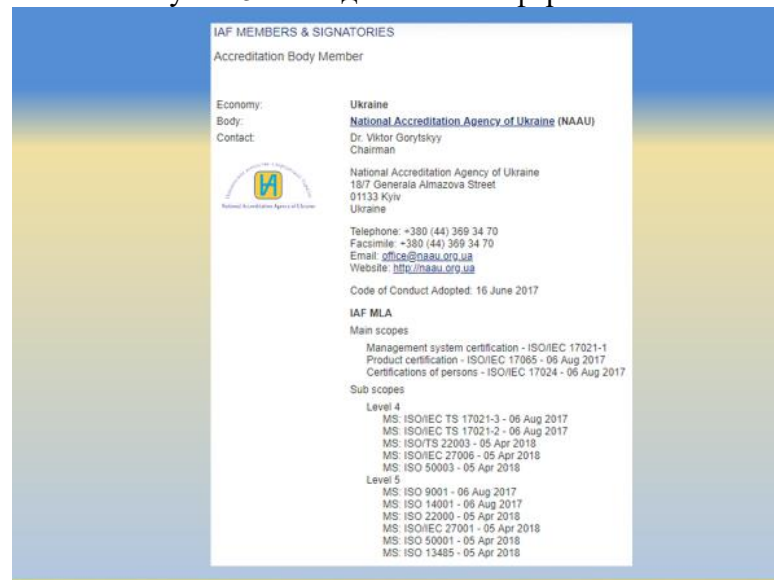 IAF MEMBERS & SIGNATORIES
Accreditation Body Member
Economy: Ukraine
Body: National Accreditation Agency of Ukraine (NAAU)
Contact: Dr. Viktor Gorytskyy
Chairman
National Accreditation Agency of Ukraine
18/7 Generala Almazova Street
01133 Kyiv
Ukraine
National Accreditation Agency of Ukraine
Telephone: +380 (44) 369 34 70
Facsimile: +380 (44) 369 34 70
Email: office@naau.org.ua
Website: http://naau.org.ua
Code of Conduct Adopted: 16 June 2017
IAF MLA
Main scopes
Management system certification - ISO/IEC 17021-1
Product certification - ISO/IEC 17065 - 06 Aug 2017
Certifications of persons - ISO/IEC 17024 - 06 Aug 2017
Sub scopes
Level 4
MS: ISO/IEC TS 17021-3 - 06 Aug 2017
MS: ISO/IEC TS 17021-2 - 06 Aug 2017
MS: ISO/TS 22003 - 05 Apr 2018
MS: ISO/IEC 27006 - 05 Apr 2018
MS: ISO 50003 - 05 Apr 2018
Level 5
MS: ISO 9001 - 06 Aug 2017
MS: ISO 14001 - 06 Aug 2017
MS: ISO 22000 - 05 Apr 2018
MS: ISO/IEC 27001 - 05 Apr 2018
MS: ISO 50001 - 05 Apr 2018
MS: ISO 13485 - 05 Apr 2018